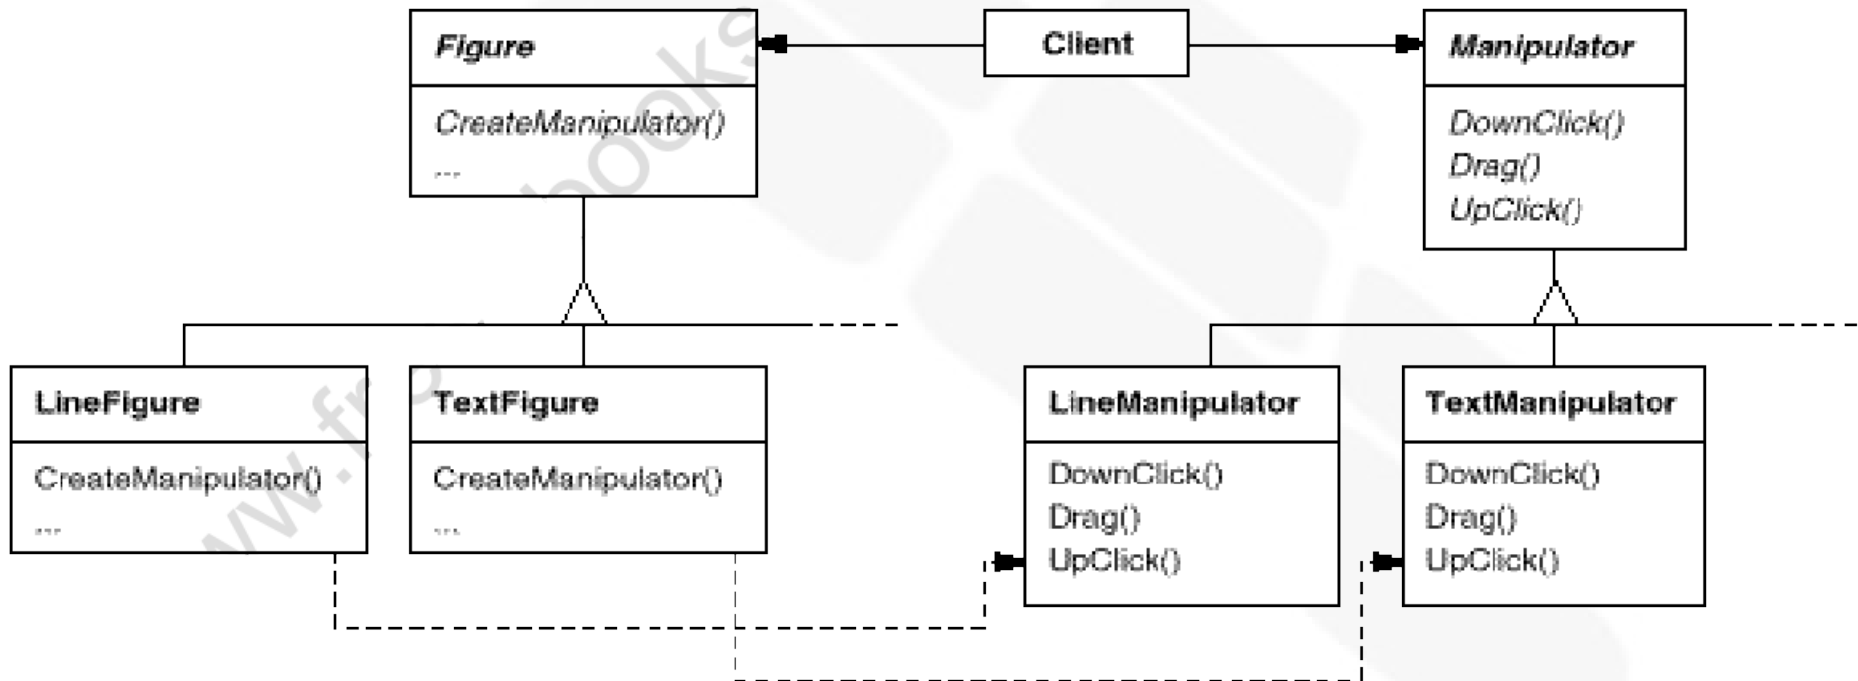 Figure
CreateManipulator()
...
Client
Manipulator
DownClick()
Drag()
UpClick()
LineFigure
CreateManipulator()
...
TextFigure
CreateManipulator()
...
LineManipulator
DownClick()
Drag()
UpClick()
TextManipulator
DownClick()
Drag()
UpClick()